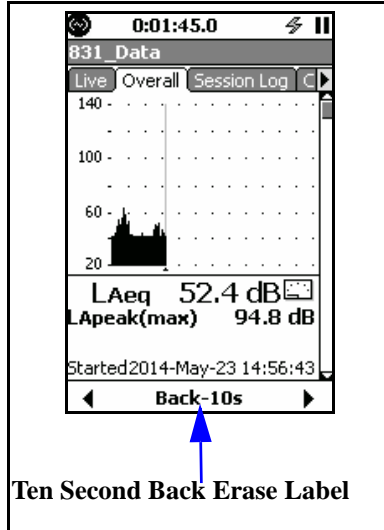 0:01:45.0
831_Data
Live Overall Session Log C
140
100
60
20
LAeq 52.4 dB
LApeak(max) 94.8 dB
Started2014-May-23 14:56:43
Back-10s
Ten Second Back Erase Label